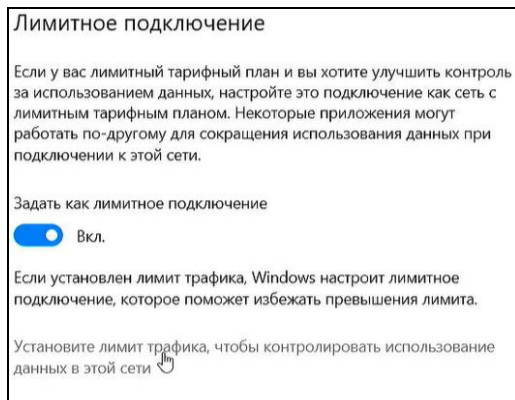 Лимитное подключение
Если у вас лимитный тарифный план и вы хотите улучшить контроль
за использованием данных, настройте это подключение как сеть с
лимитным тарифным планом. Некоторые приложения могут
работать по-другому для сокращения использования данных при
подключении к этой сети.
Задать как лимитное подключение
Вкл.
Если установлен лимит трафика, Windows настроит лимитное
подключение, которое поможет избежать превышения лимита.
Установите лимит трафика, чтобы контролировать использование
данных в этой сети